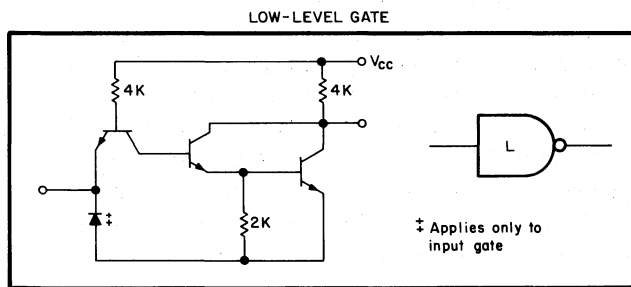 LOW-LEVEL GATE
VCC
4K
4K
L
2K
‡
‡ Applies only to
input gate